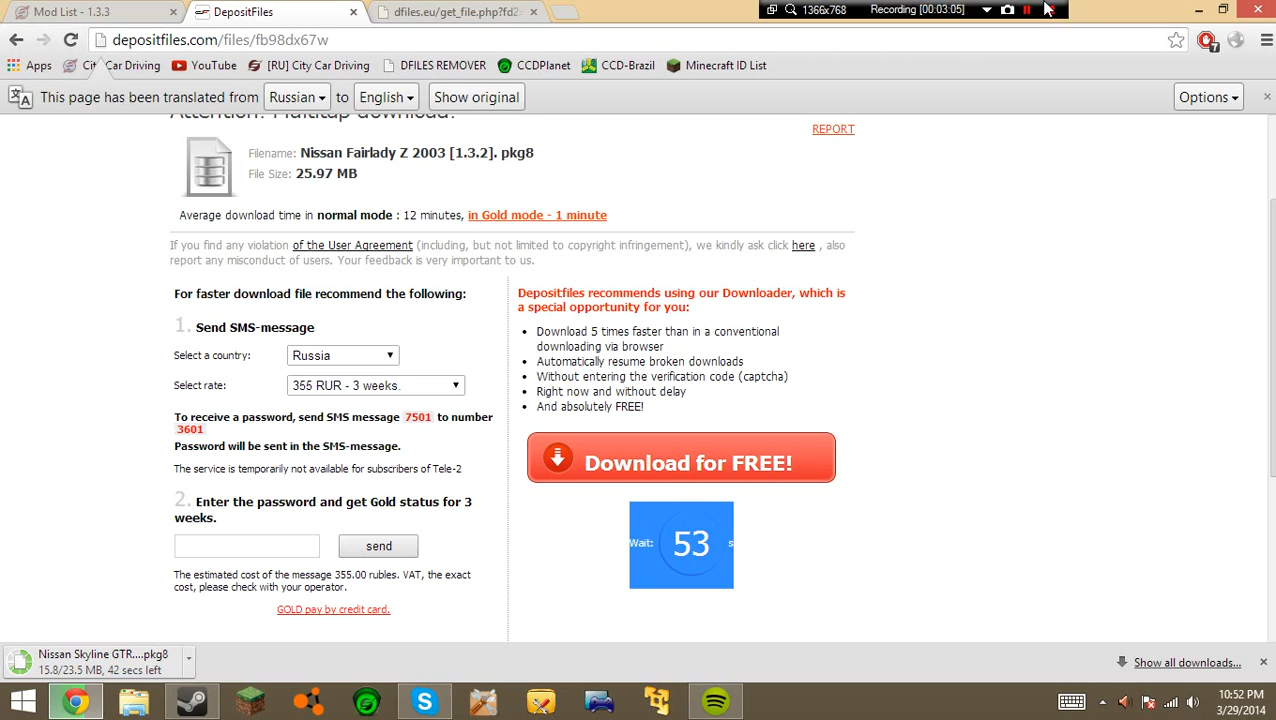 Mod List - 1.3.3
DepositFiles
dfiles.eu/get_file.php?fd2=
1366x768
Recording [00:03:05]
depositfiles.com/files/fb98dx67w
7
Apps
City Car Driving
YouTube
[RU] City Car Driving
DFILES REMOVER
CCDPlanet
CCD-Brazil
Minecraft ID List
This page has been translated from Russian to English Show original
Options
Attention! Multitap download!
REPORT
Filename: Nissan Fairlady Z 2003 [1.3.2]. pkg8
File Size: 25.97 MB
Average download time in normal mode : 12 minutes, in Gold mode - 1 minute
If you find any violation of the User Agreement (including, but not limited to copyright infringement), we kindly ask click here , also
report any misconduct of users. Your feedback is very important to us.
For faster download file recommend the following:
1. Send SMS-message
Select a country: Russia
Select rate: 355 RUR - 3 weeks.
To receive a password, send SMS message 7501 to number
3601
Password will be sent in the SMS-message.
The service is temporarily not available for subscribers of Tele-2
2. Enter the password and get Gold status for 3
weeks.
send
The estimated cost of the message 355.00 rubles. VAT, the exact
cost, please check with your operator.
GOLD pay by credit card.
Depositfiles recommends using our Downloader, which is
a special opportunity for you:
Download 5 times faster than in a conventional
downloading via browser
Automatically resume broken downloads
Without entering the verification code (captcha)
Right now and without delay
And absolutely FREE!
Download for FREE!
Wait: 53 s
Nissan Skyline GTR....pkg8
15.8/23.5 MB, 42 secs left
Show all downloads...
10:52 PM
3/29/2014